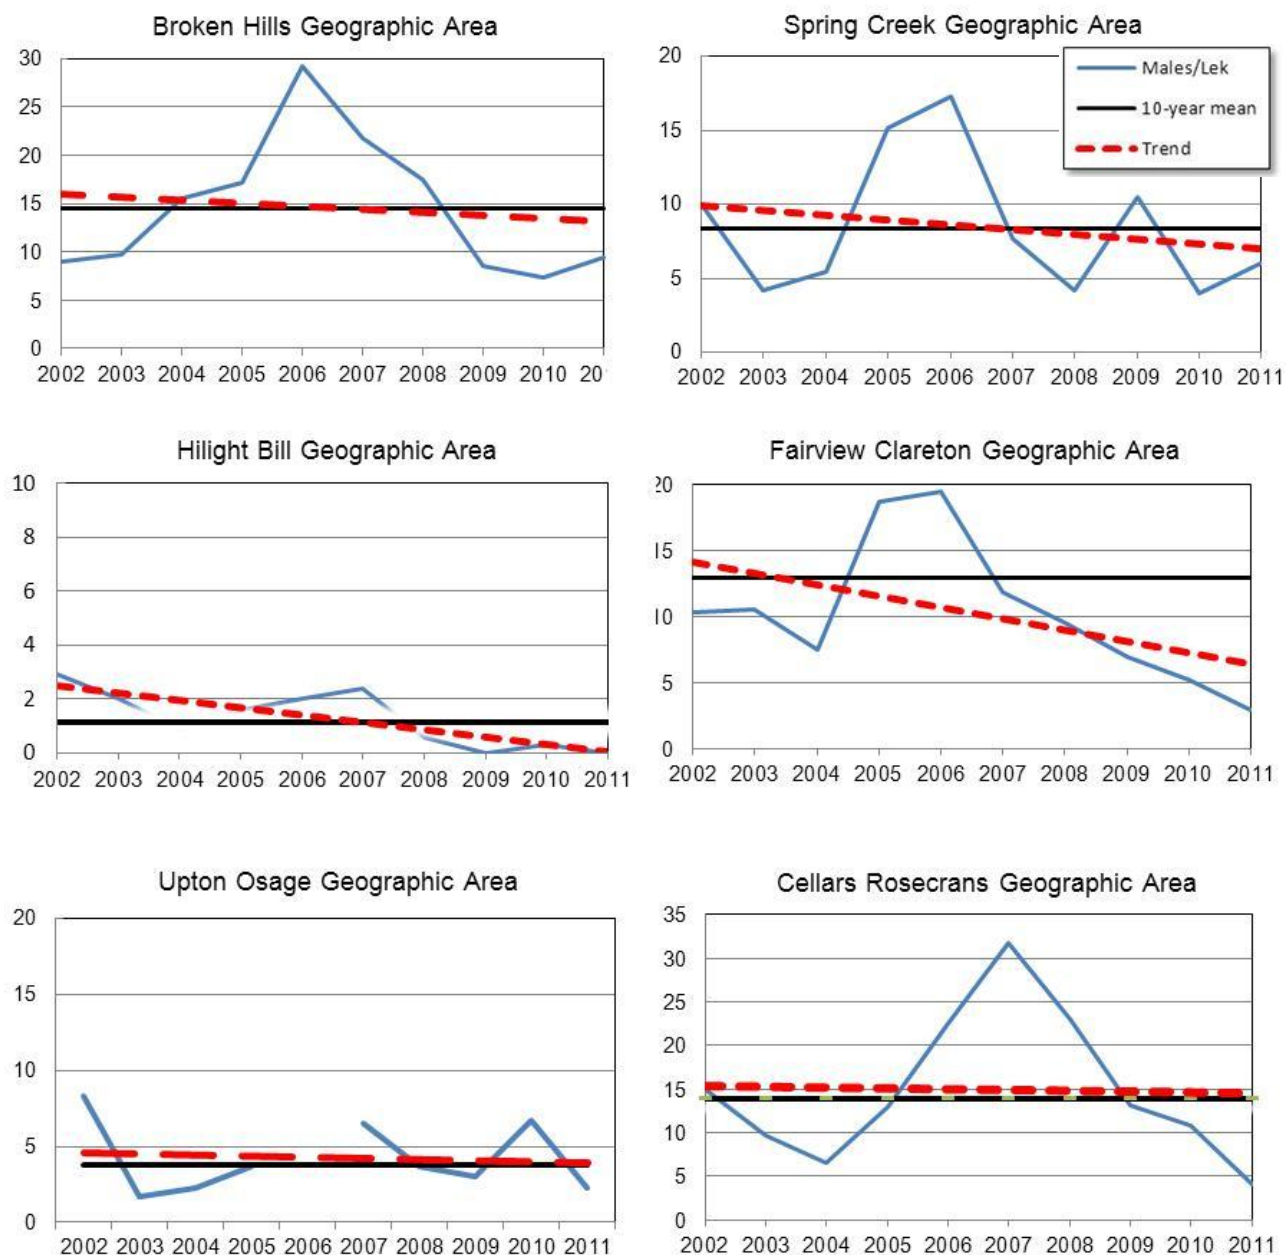 Broken Hills Geographic Area
30
25
20
15
10
5
0
2002 2003 2004 2005 2006 2007 2008 2009 2010 20
Spring Creek Geographic Area
20
15
10
5
0
2002 2003 2004 2005 2006 2007 2008 2009 2010 2011
Males/Lek
10-year mean
Trend
Hilight Bill Geographic Area
10
8
6
4
2
0
2002 2003 2004 2005 2006 2007 2008 2009 2010 2011
Fairview Clareton Geographic Area
20
15
10
5
0
2002 2003 2004 2005 2006 2007 2008 2009 2010 2011
Upton Osage Geographic Area
20
15
10
5
0
2002 2003 2004 2005 2006 2007 2008 2009 2010 2011
Cellars Rosecrans Geographic Area
35
30
25
20
15
10
5
0
2002 2003 2004 2005 2006 2007 2008 2009 2010 2011